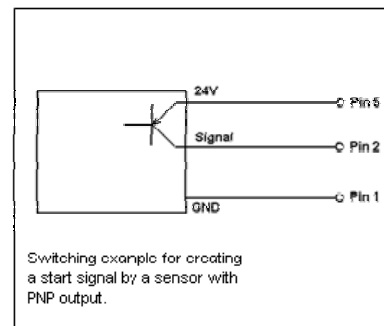 24V
Pin 5
Signal
Pin 2
Pin 1
GND
Switching example for creating
a start signal by a sensor with
PNP output.